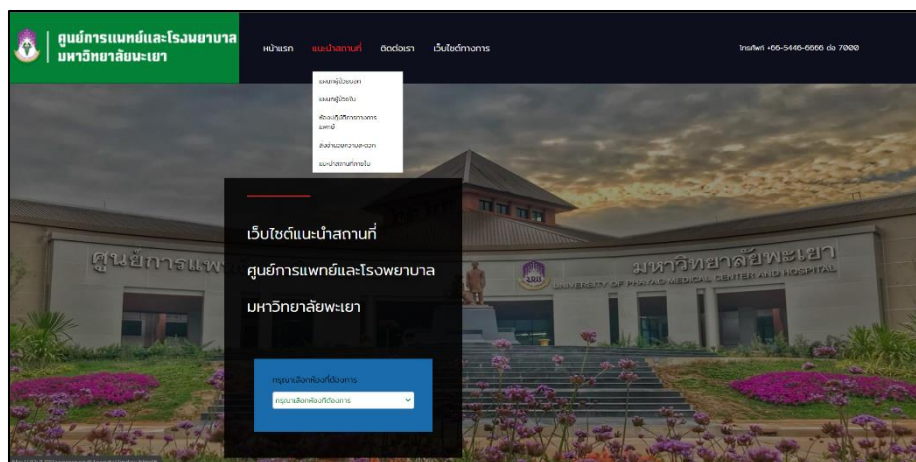 ศูนย์การแพทย์และโรงพยาบาล
มหาวิทยาลัยพะเยา
หน้าแรก แนะนำสถานที่ ติดต่อเรา เว็บไซต์ทางการ
โทรศัพท์ +66-5446-6666 ต่อ 7000
แผนกผู้ป่วยนอก
แผนกผู้ป่วยใน
ห้องปฏิบัติการทางการ
แพทย์
สิ่งอำนวยความสะดวก
แนะนำสถานที่ภายใน
เว็บไซต์แนะนำสถานที่
ศูนย์การแพทย์และโรงพยาบาล
มหาวิทยาลัยพะเยา
ศูนย์การแพท
มหาวิทยาลัยพะเยา
UNIVERSITY OF PHAYAO MEDICAL CENTER AND HOSPITAL
กรุณาเลือกห้องที่ต้องการ
กรุณาเลือกห้องที่ต้องการ